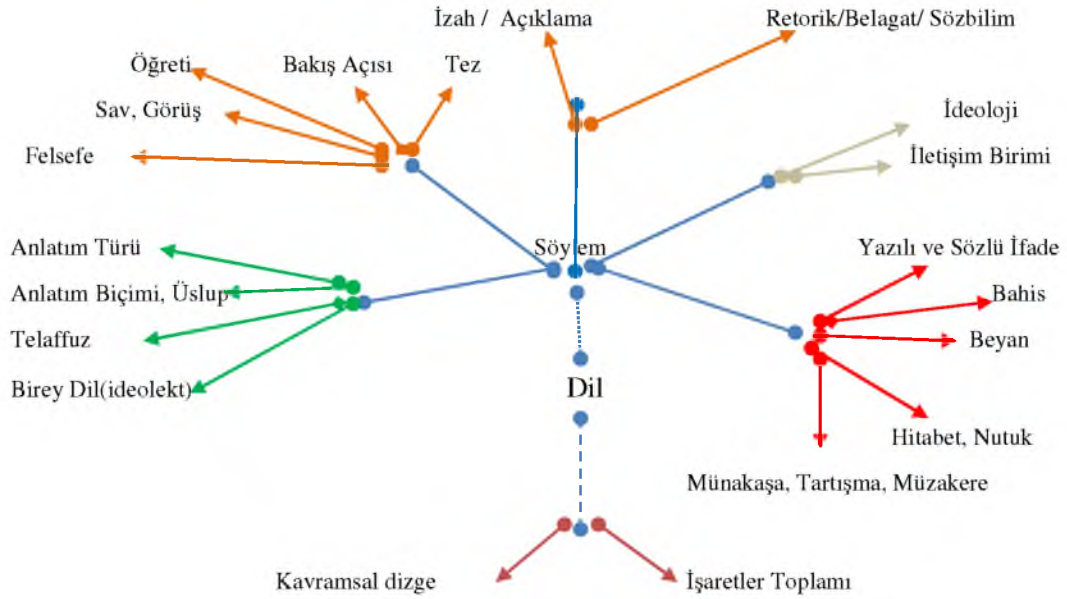 İzah / Açıklama
Retorik/Belagat/ Sözbilim
Öğreti
Bakış Açısı
Tez
Sav, Görüş
İdeoloji
Felsefe
İletişim Birimi
Anlatım Türü
Söylem
Yazılı ve Sözlü İfade
Anlatım Biçimi, Üslup
Bahis
Telaffuz
Beyan
Birey Dil(ideolekt)
Dil
Hitabet, Nutuk
Münakaşa, Tartışma, Müzakere
Kavramsal dizge
İşaretler Toplamı